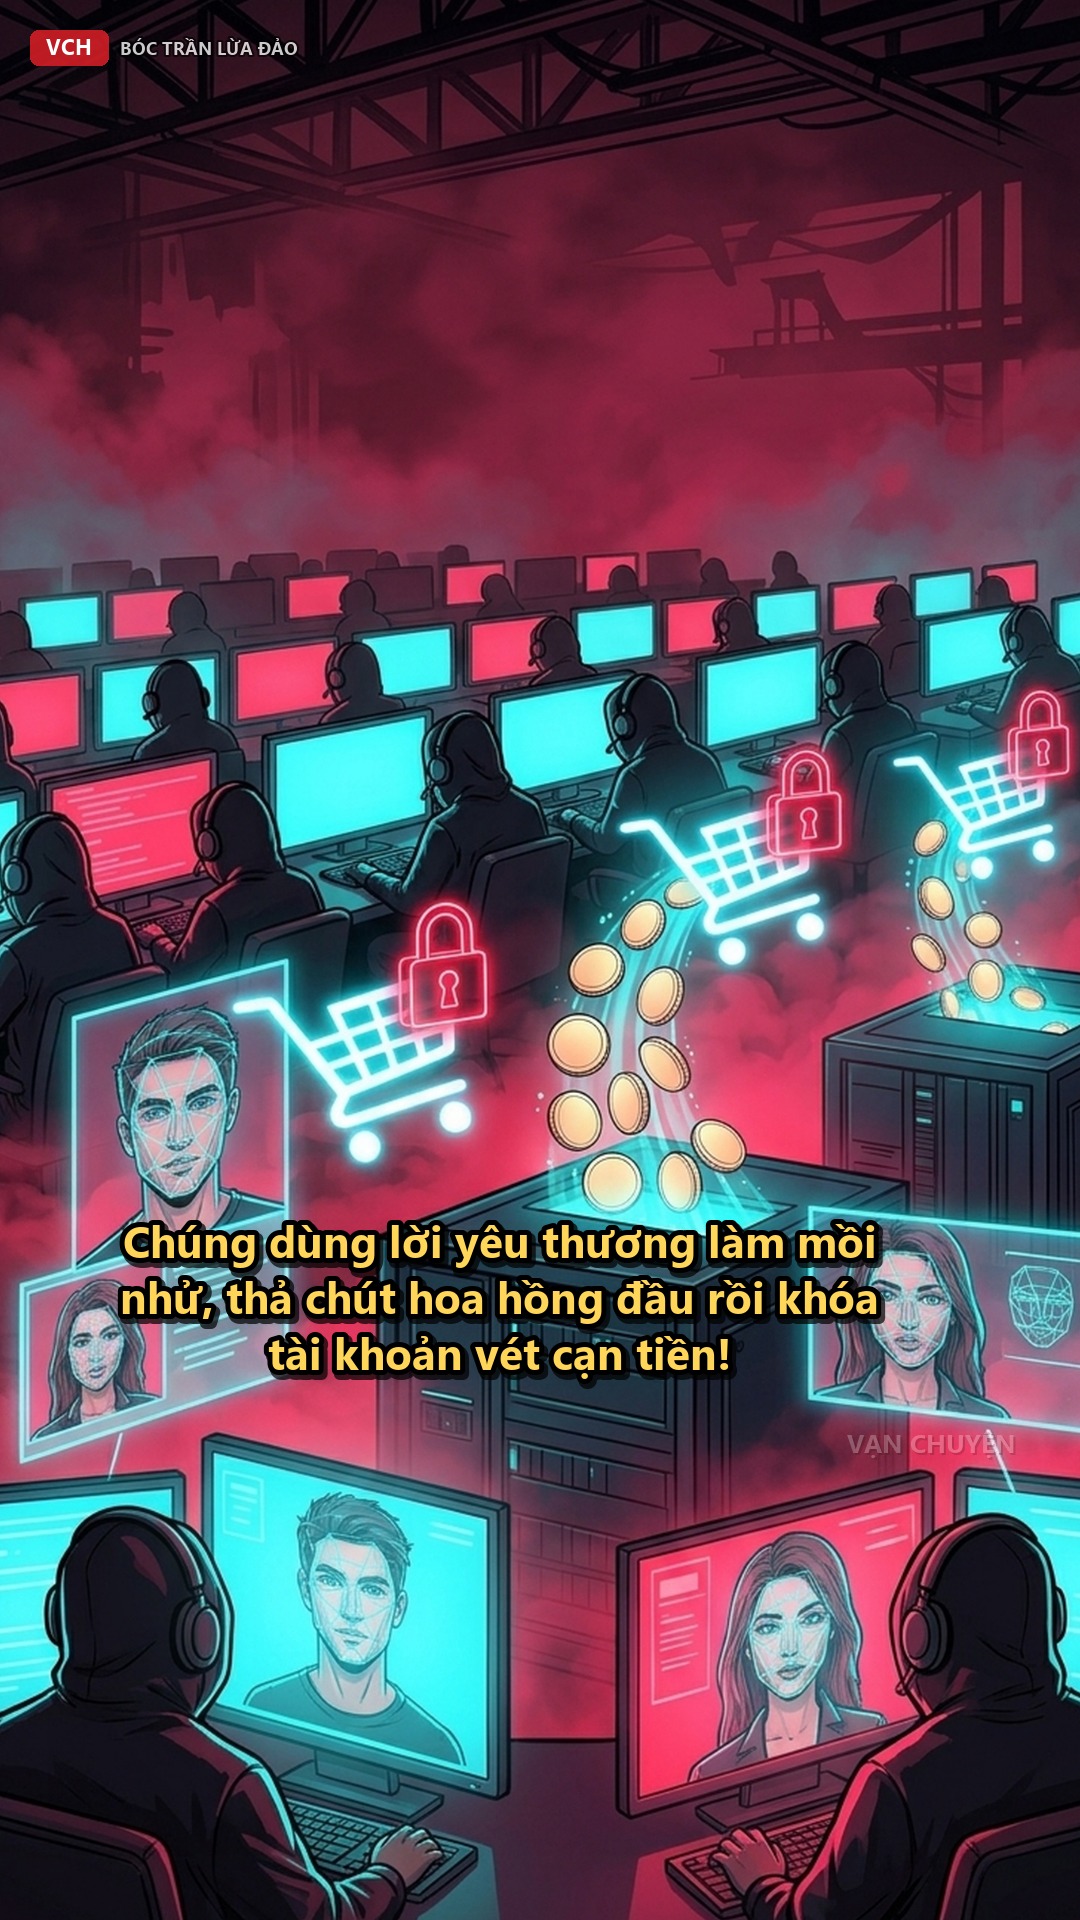 VCH BÓC TRẦN LỪA ĐẢO
Chúng dùng lời yêu thương làm mồi
nhử, thả chút hoa hồng đầu rồi khóa
tài khoản vét cạn tiền!
VẠN CHUYỆN